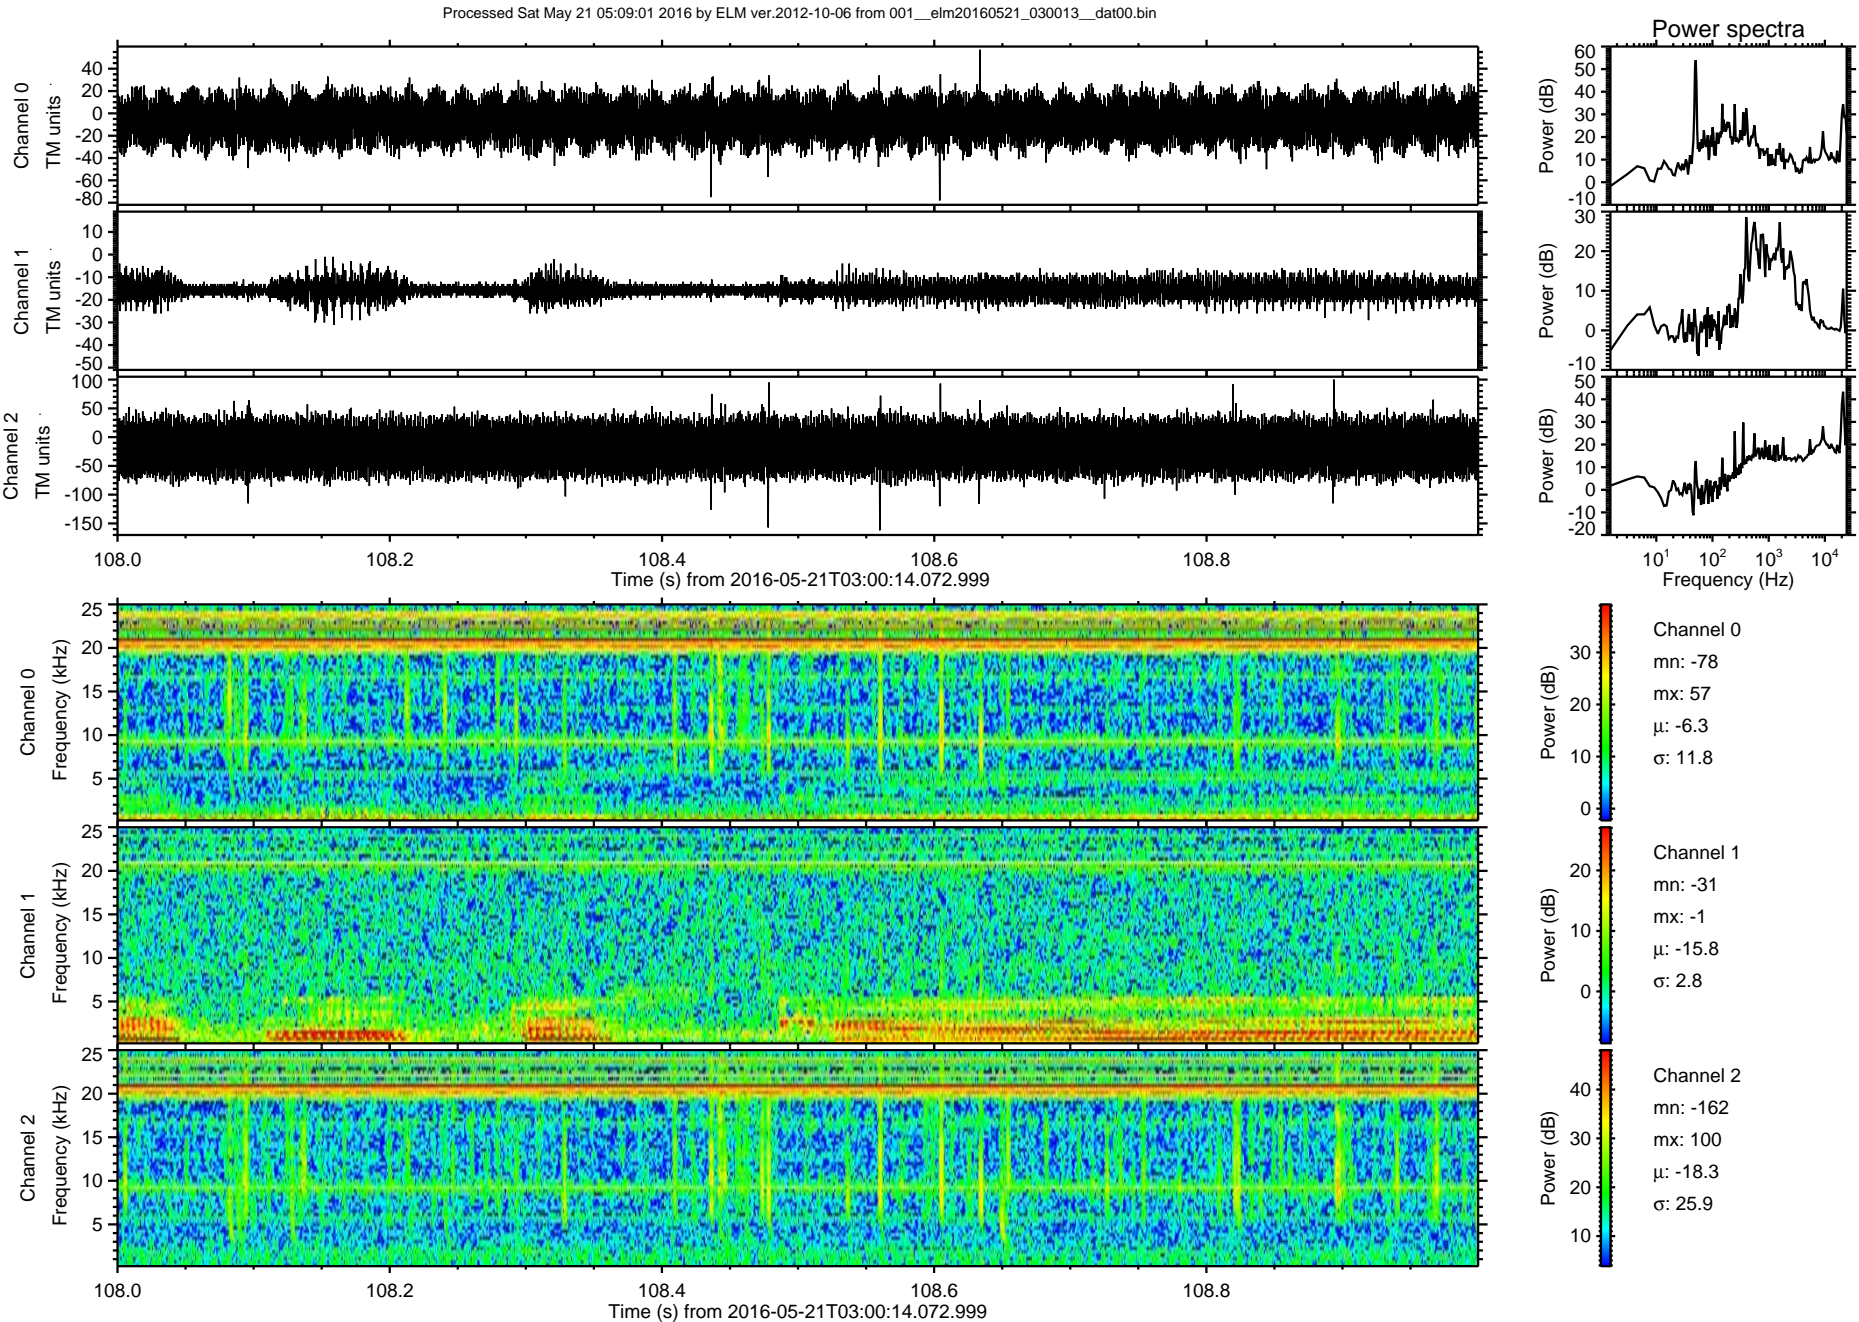 Processed Sat May 21 05:09:01 2016 by ELM ver.2012-10-06 from 001__elm20160521_030013__dat00.bin
Power spectra
Channel 0
TM units
40
20
0
-20
-40
-60
-80
Power (dB)
60
50
40
30
20
10
0
-10
Channel 1
TM units
10
0
-10
-20
-30
-40
-50
Power (dB)
30
20
10
0
-10
Channel 2
TM units
100
50
0
-50
-100
-150
Power (dB)
50
40
30
20
10
0
-10
-20
108.0 108.2 108.4 108.6 108.8
Time (s) from 2016-05-21T03:00:14.072.999
10¹ 10² 10³ 10⁴
Frequency (Hz)
Channel 0
Frequency (kHz)
25
20
15
10
5
Power (dB)
30
20
10
0
Channel 0
mn: -78
mx: 57
µ: -6.3
σ: 11.8
Channel 1
Frequency (kHz)
25
20
15
10
5
Power (dB)
20
10
0
Channel 1
mn: -31
mx: -1
µ: -15.8
σ: 2.8
Channel 2
Frequency (kHz)
25
20
15
10
5
Power (dB)
40
30
20
10
Channel 2
mn: -162
mx: 100
µ: -18.3
σ: 25.9
108.0 108.2 108.4 108.6 108.8
Time (s) from 2016-05-21T03:00:14.072.999